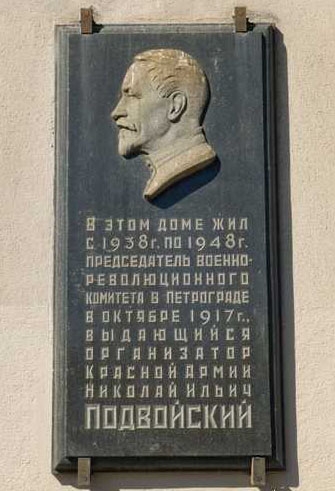 В ЭТОМ ДОМЕ ЖИЛ
С 1938г. ПО 1948г.
ПРЕДСЕДАТЕЛЬ ВОЕННО-
РЕВОЛЮЦИОННОГО
КОМИТЕТА В ПЕТРОГРАДЕ
В ОКТЯБРЕ 1917г.,
ВЫДАЮЩИЙСЯ
ОРГАНИЗАТОР
КРАСНОЙ АРМИИ
НИКОЛАЙ ИЛЬИЧ
ПОДВОЙСКИЙ